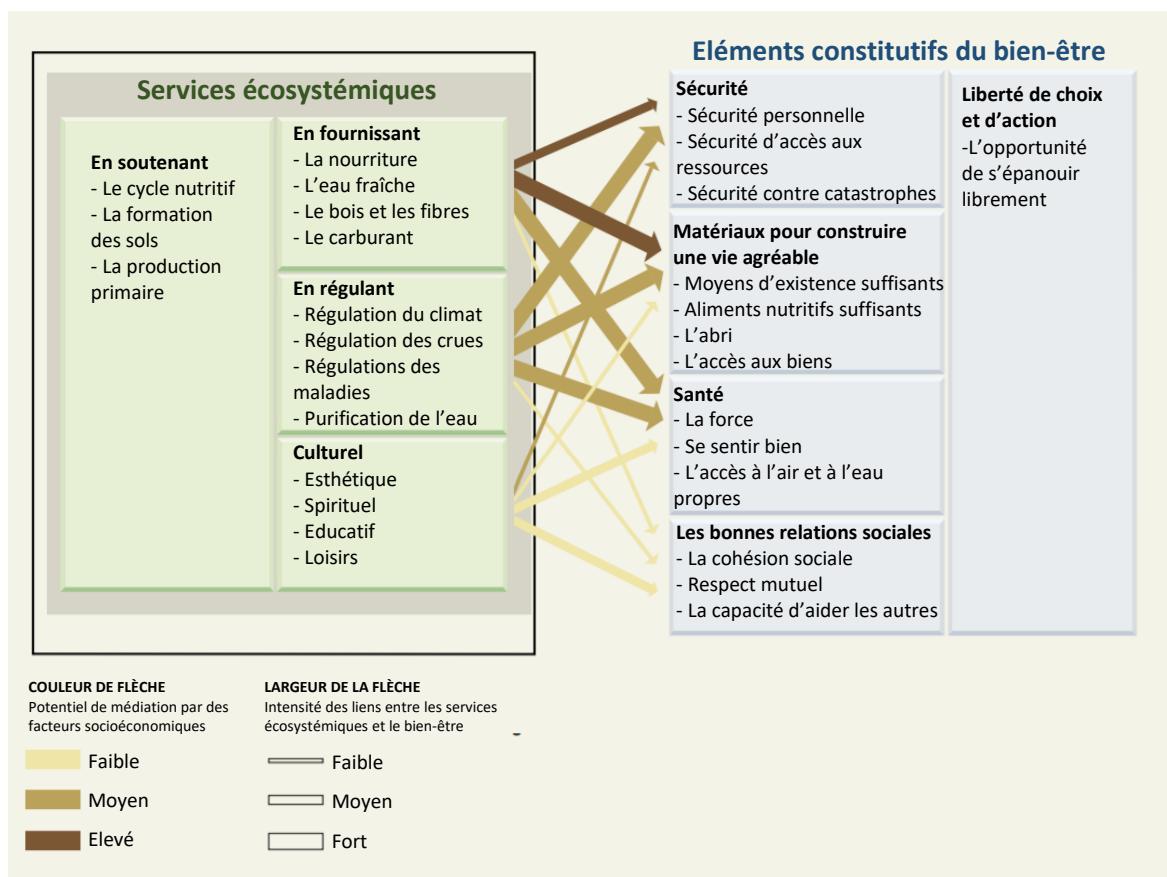 Services écosystémiques
En soutenant
- Le cycle nutritif
- La formation
des sols
- La production
primaire
En fournissant
- La nourriture
- L’eau fraîche
- Le bois et les fibres
- Le carburant
En régulant
- Régulation du climat
- Régulation des crues
- Régulations des
maladies
- Purification de l’eau
Culturel
- Esthétique
- Spirituel
- Educatif
- Loisirs
Eléments constitutifs du bien-être
Sécurité
- Sécurité personnelle
- Sécurité d’accès aux
ressources
- Sécurité contre catastrophes
Matériaux pour construire
une vie agréable
- Moyens d’existence suffisants
- Aliments nutritifs suffisants
- L’abri
- L’accès aux biens
Santé
- La force
- Se sentir bien
- L’accès à l’air et à l’eau
propres
Les bonnes relations sociales
- La cohésion sociale
- Respect mutuel
- La capacité d’aider les autres
Liberté de choix
et d’action
-L’opportunité
de s’épanouir
librement
COULEUR DE FLÈCHE
Potentiel de médiation par des
facteurs socioéconomiques
Faible
Moyen
Elevé
LARGEUR DE LA FLÈCHE
Intensité des liens entre les services
écosystémiques et le bien-être
Faible
Moyen
Fort